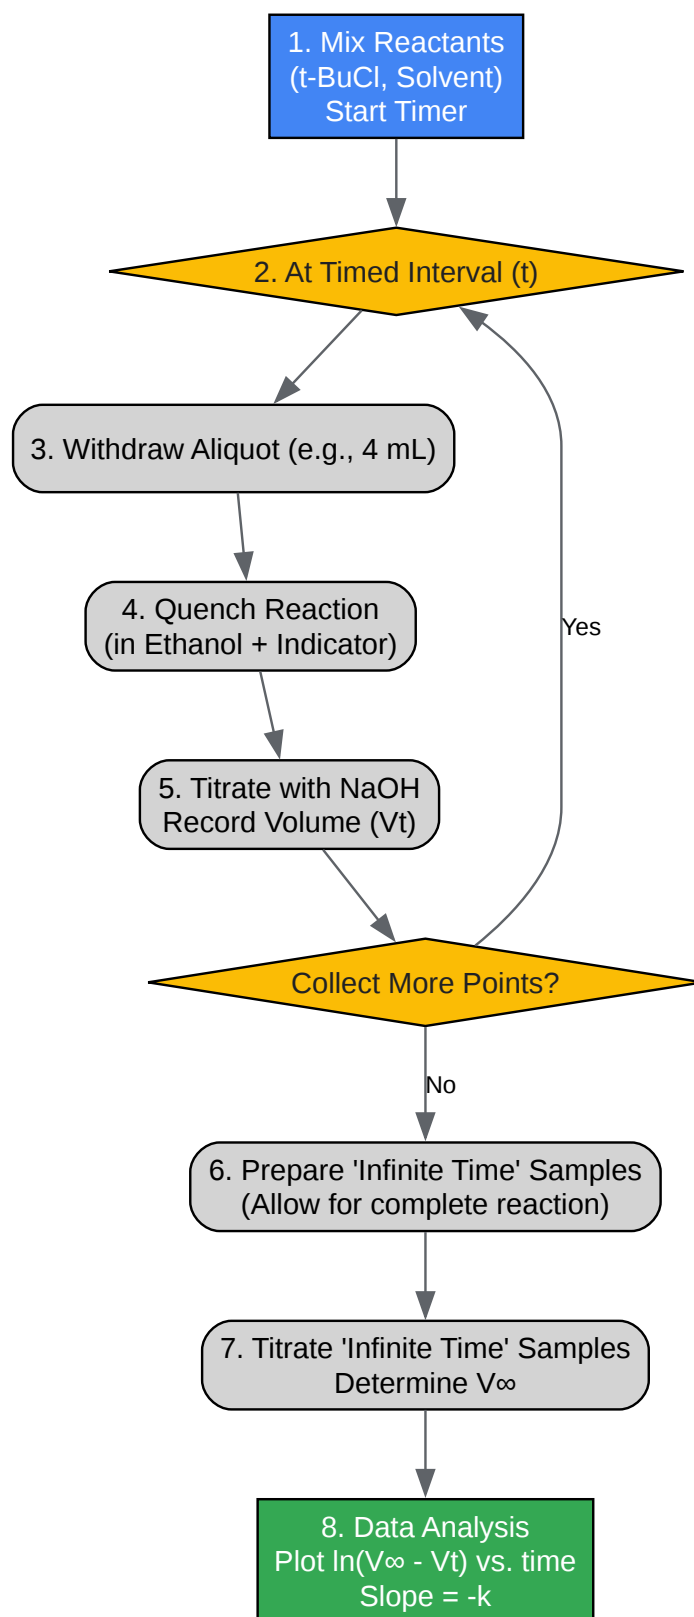 1. Mix Reactants
(t-BuCl, Solvent)
Start Timer
2. At Timed Interval (t)
3. Withdraw Aliquot (e.g., 4 mL)
4. Quench Reaction
(in Ethanol + Indicator)
Yes
5. Titrate with NaOH
Record Volume (Vt)
Collect More Points?
No
6. Prepare 'Infinite Time' Samples
(Allow for complete reaction)
7. Titrate 'Infinite Time' Samples
Determine V∞
8. Data Analysis
Plot ln(V∞ - Vt) vs. time
Slope = -k